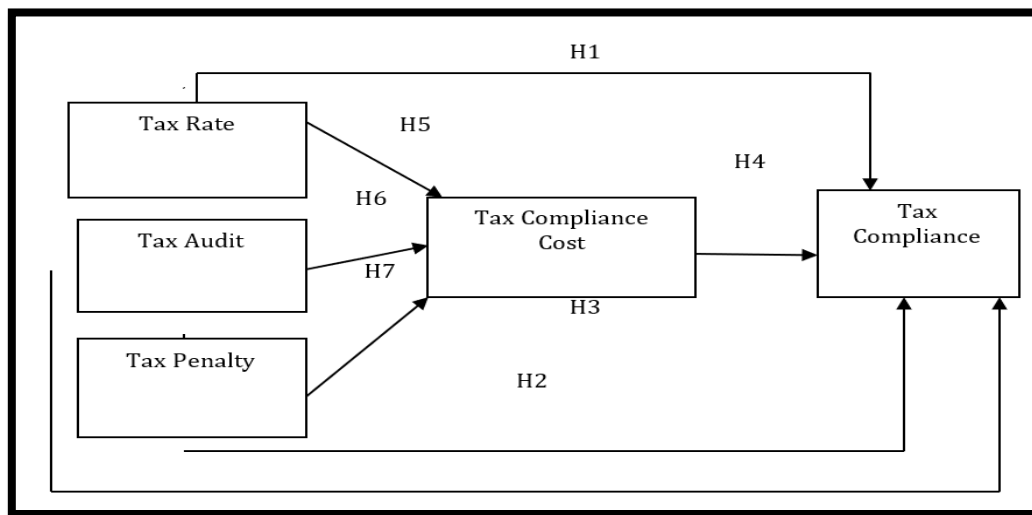 H1
Tax Rate
H5
H4
H6
Tax Compliance
Cost
Tax
Compliance
Tax Audit
H7
H3
Tax Penalty
H2